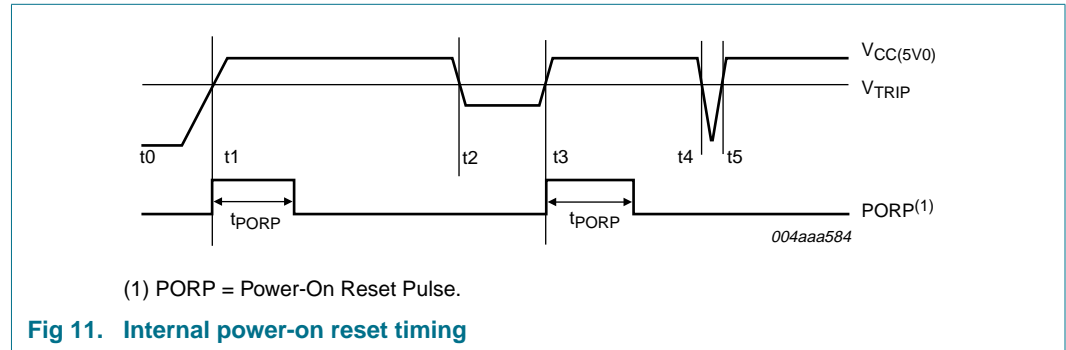 VCC(5V0)
VTRIP
t0 t1 t2 t3 t4 t5
tPORP tPORP PORP(1)
004aaa584
(1) PORP = Power-On Reset Pulse.
Fig 11. Internal power-on reset timing